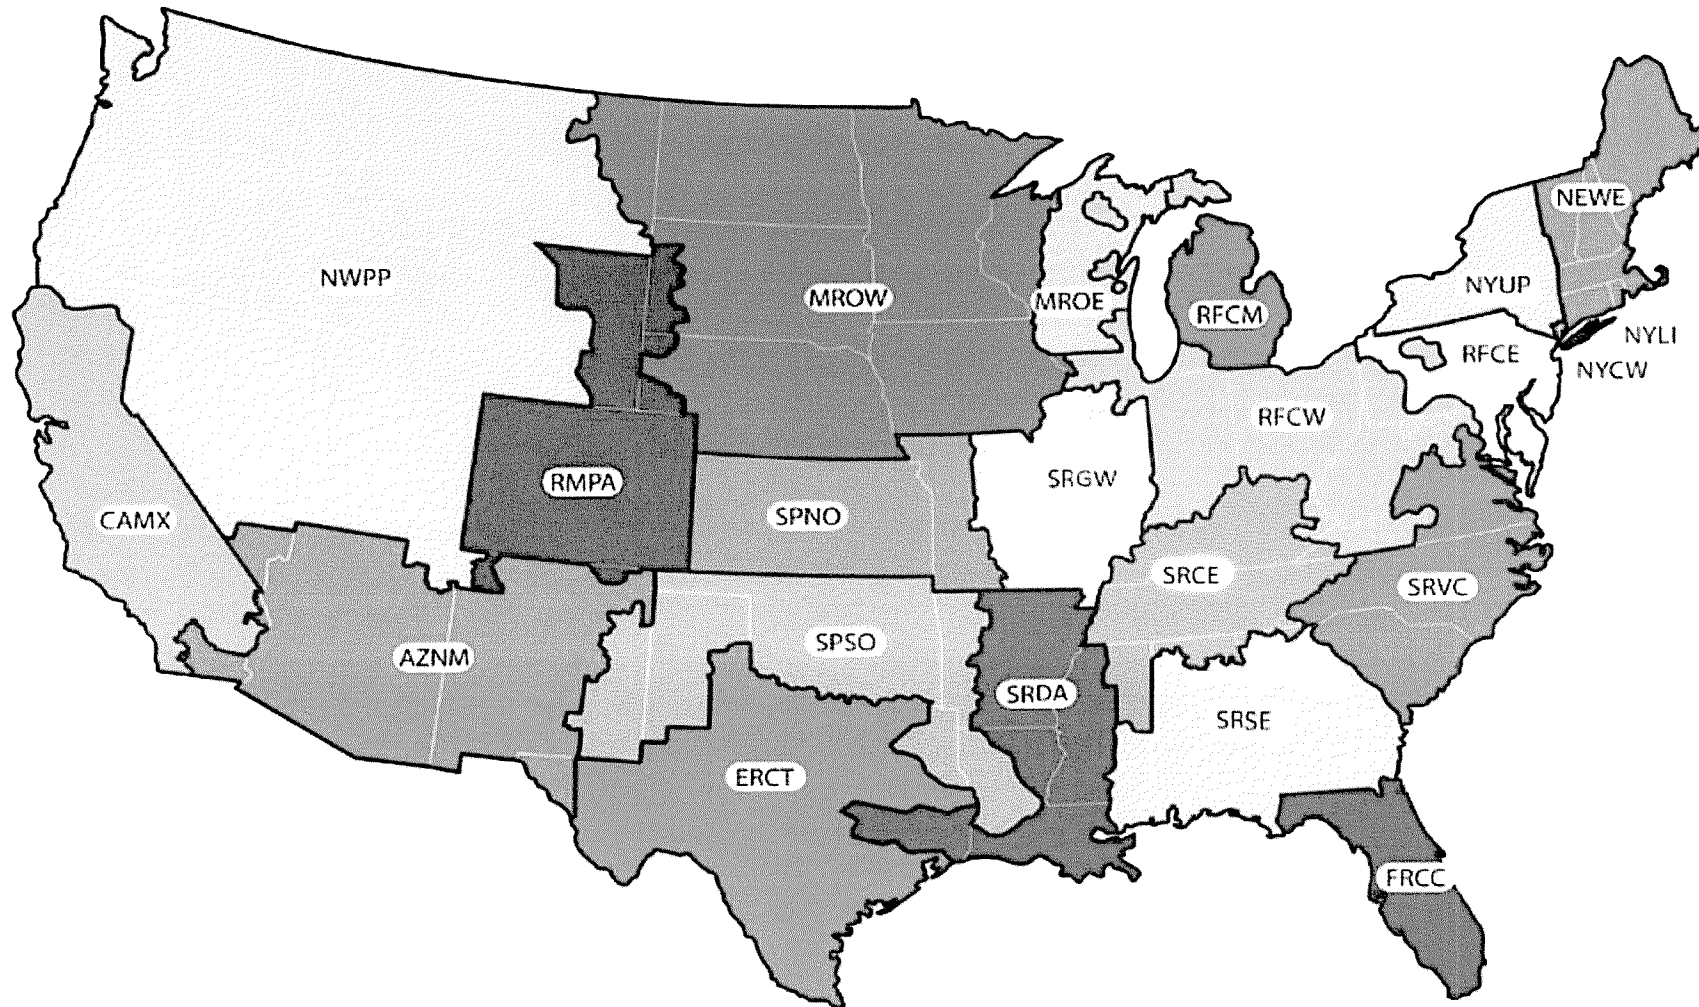 NEWE
NWPP
MROW
MROE
RFCM
NYUP
NYLI
RFCE
NYCW
RFCW
RMPA
SRGW
CAMX
SPNO
SRCE
SRVC
AZNM
SPSO
SRDA
SRSE
ERCT
FRCC